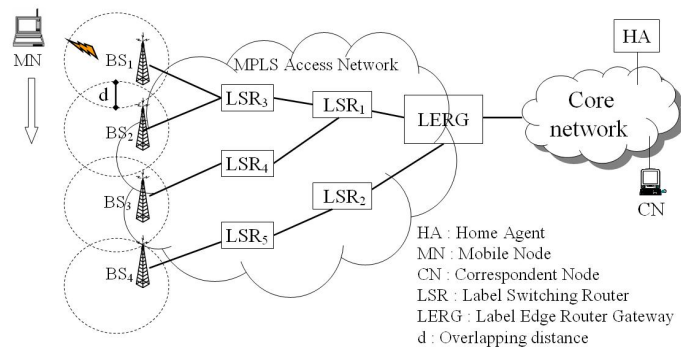 MN
BS1
d
BS2
BS3
BS4
MPLS Access Network
LSR3
LSR1
LERG
LSR4
LSR2
LSR5
HA
Core
network
CN
HA : Home Agent
MN : Mobile Node
CN : Correspondent Node
LSR : Label Switching Router
LERG : Label Edge Router Gateway
d : Overlapping distance